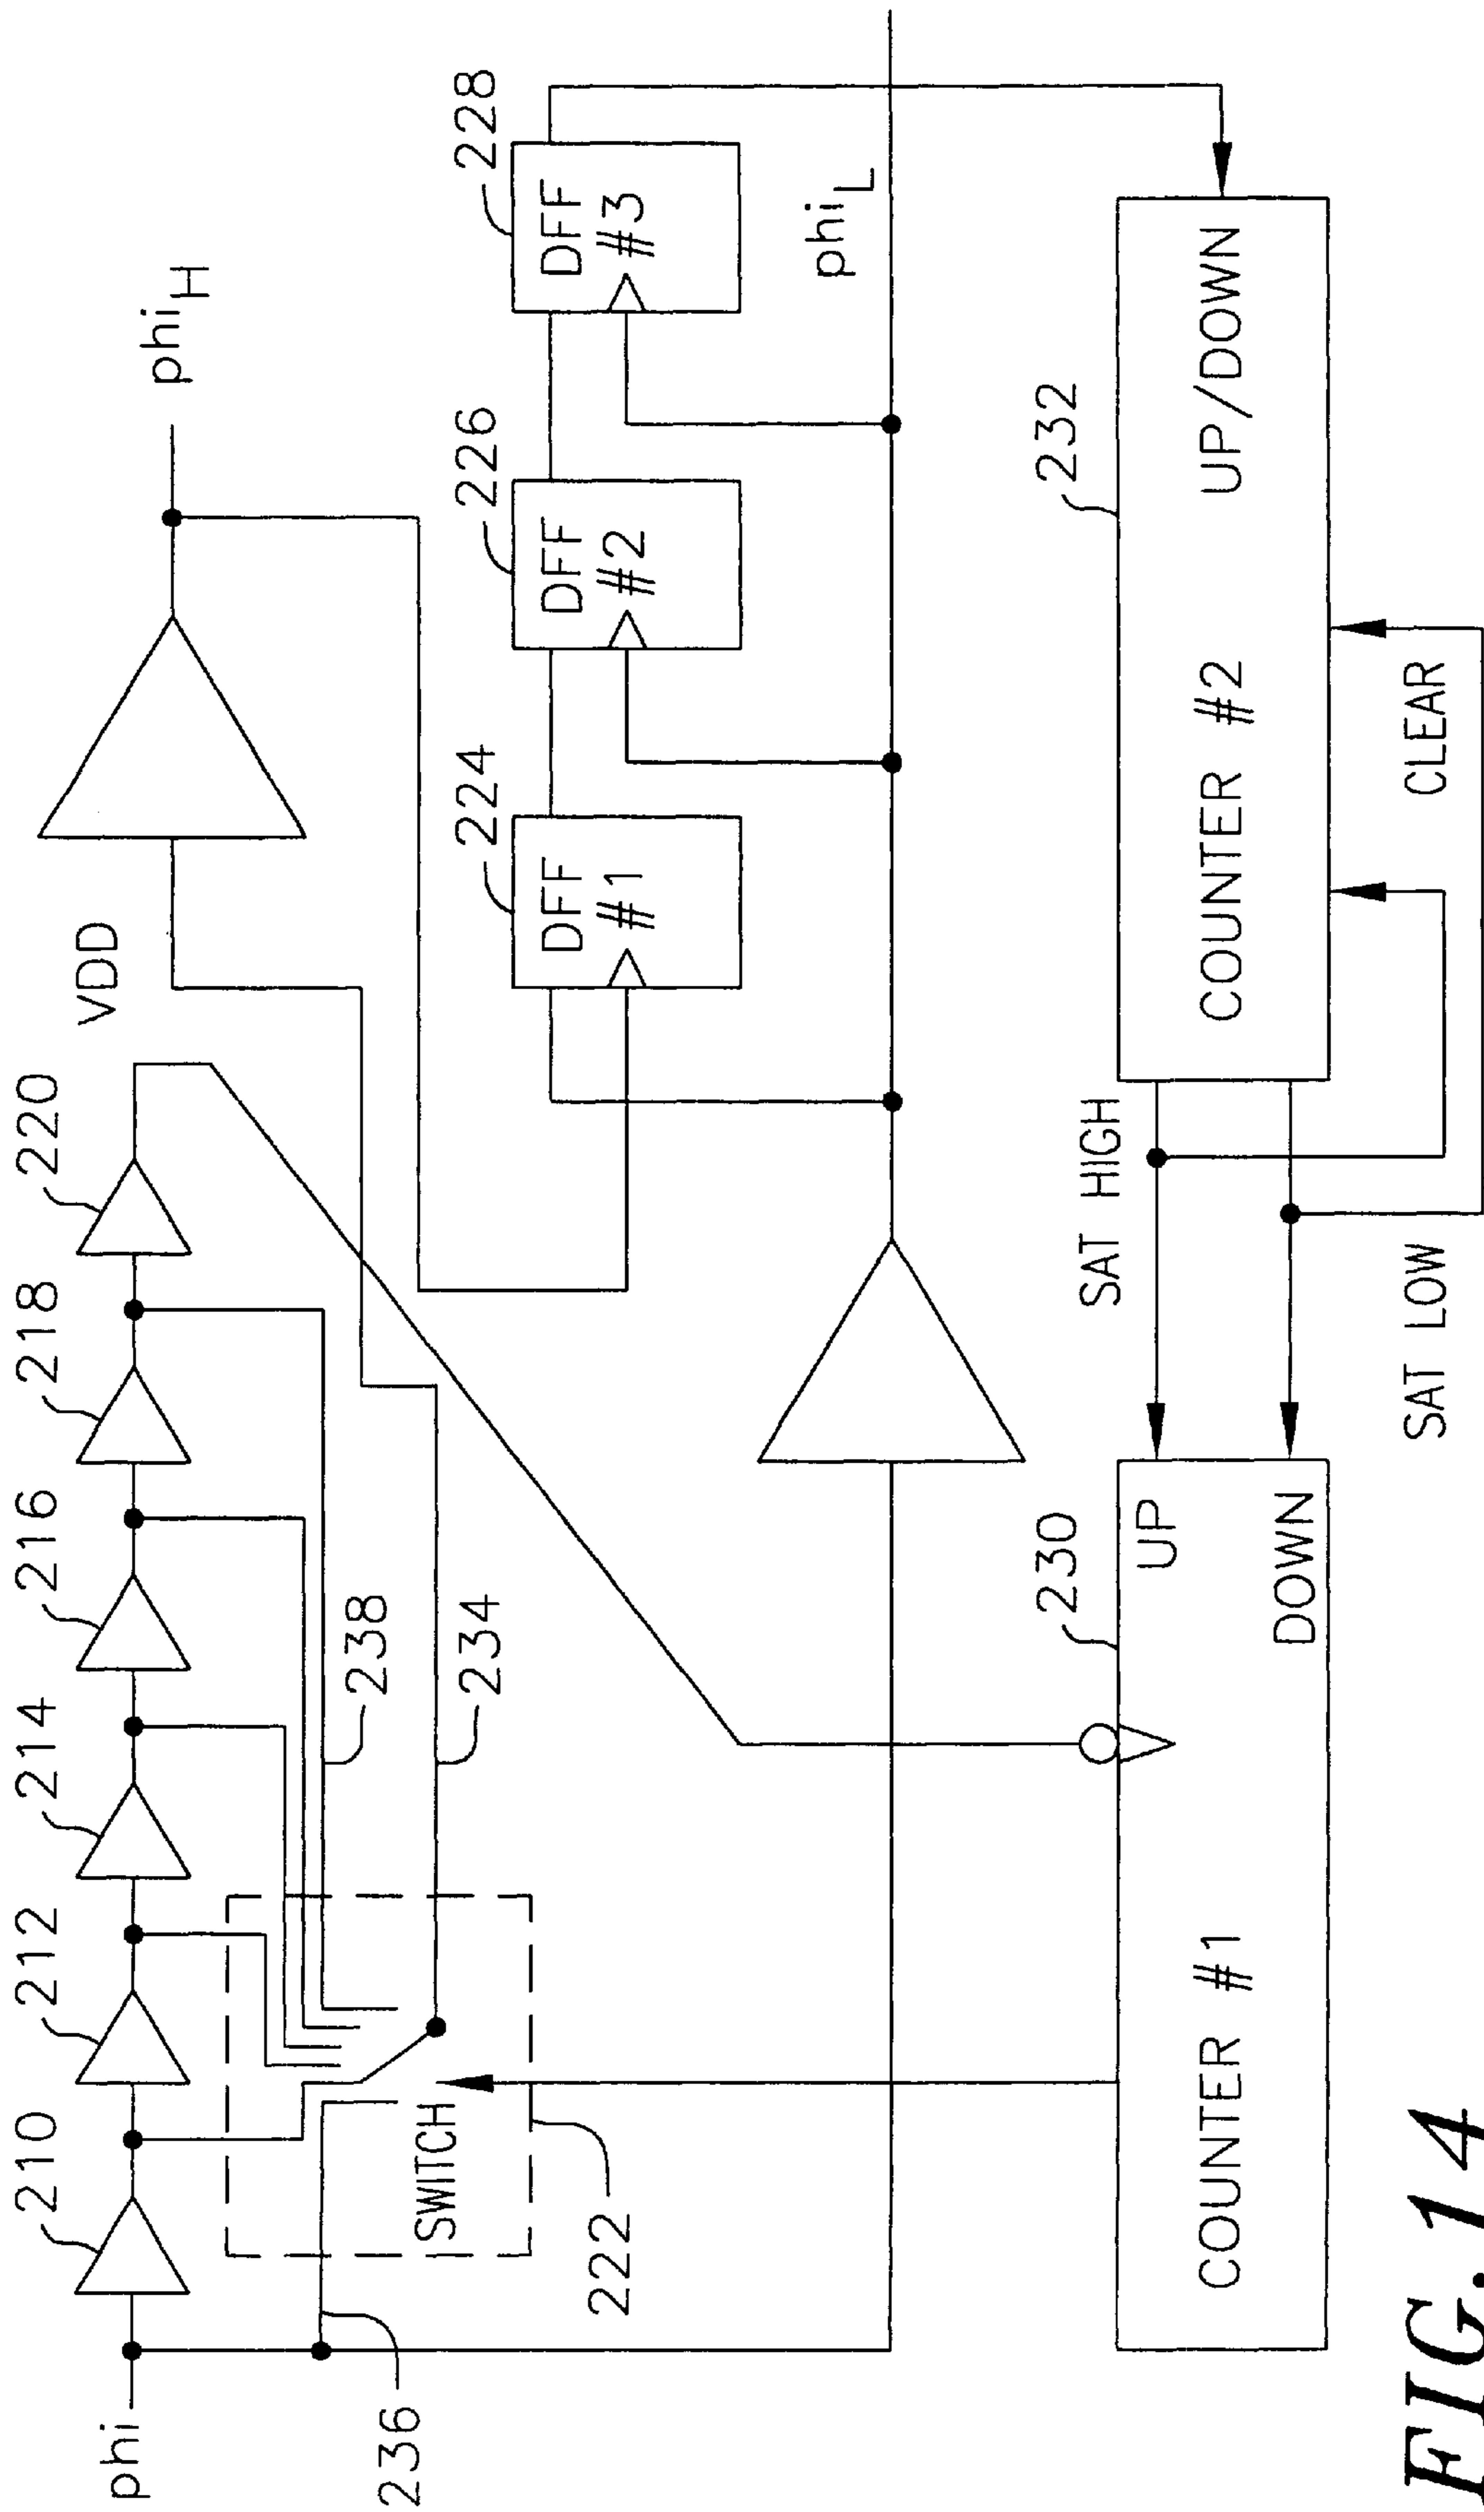 210
212
214
216
218
220
VDD
phi
236
SWITCH
222
238
234
phiH
224
226
228
DFF
#1
DFF
#2
DFF
#3
phiL
230
232
UP
DOWN
COUNTER #1
SAT HIGH
SAT LOW
COUNTER #2
UP/DOWN
CLEAR
FIG.14